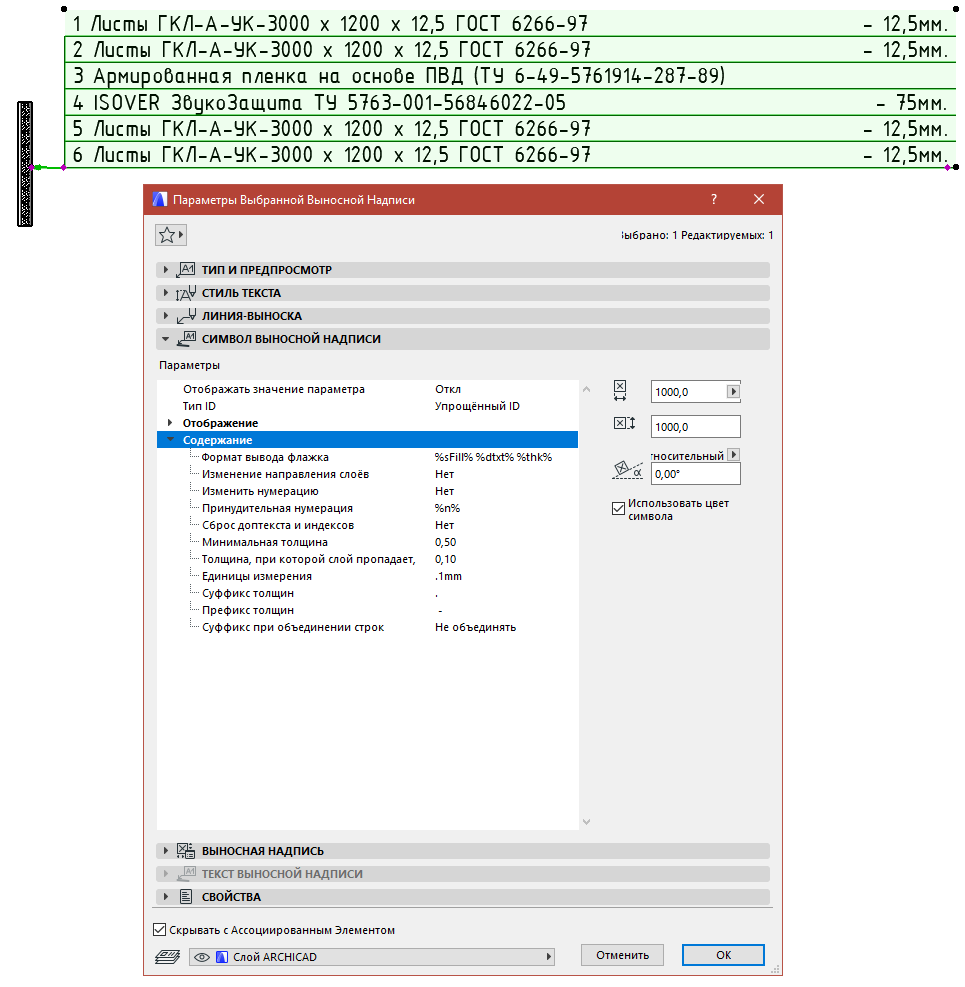 1 Листы ГКЛ-А-УК-3000 х 1200 х 12,5 ГОСТ 6266-97 - 12,5мм.
2 Листы ГКЛ-А-УК-3000 х 1200 х 12,5 ГОСТ 6266-97 - 12,5мм.
3 Армированная пленка на основе ПВД (ТУ 6-49-5761914-287-89)
4 ISOVER ЗвукоЗащита ТУ 5763-001-56846022-05 - 75мм.
5 Листы ГКЛ-А-УК-3000 х 1200 х 12,5 ГОСТ 6266-97 - 12,5мм.
6 Листы ГКЛ-А-УК-3000 х 1200 х 12,5 ГОСТ 6266-97 - 12,5мм.
Параметры Выбранной Выносной Надписи ?
ыбрано: 1 Редактируемых: 1
ТИП И ПРЕДПРОСМОТР
СТИЛЬ ТЕКСТА
ЛИНИЯ-ВЫНОСКА
СИМВОЛ ВЫНОСНОЙ НАДПИСИ
Параметры
Отображать значение параметра Откл
Тип ID Упрощённый ID
Отображение
Содержание
Формат вывода флажка %sFill% %dtxt% %thk%
Изменение направления слоёв Нет
Изменить нумерацию Нет
Принудительная нумерация %n%
Сброс доптекста и индексов Нет
Минимальная толщина 0,50
Толщина, при которой слой пропадает, 0,10
Единицы измерения .1mm
Суффикс толщин .
Префикс толщин -
Суффикс при объединении строк Не объединять
1000,0
1000,0
тносительный
0,00°
Использовать цвет
символа
ВЫНОСНАЯ НАДПИСЬ
ТЕКСТ ВЫНОСНОЙ НАДПИСИ
СВОЙСТВА
Скрывать с Ассоциированным Элементом
Слой ARCHICAD
Отменить
ОК